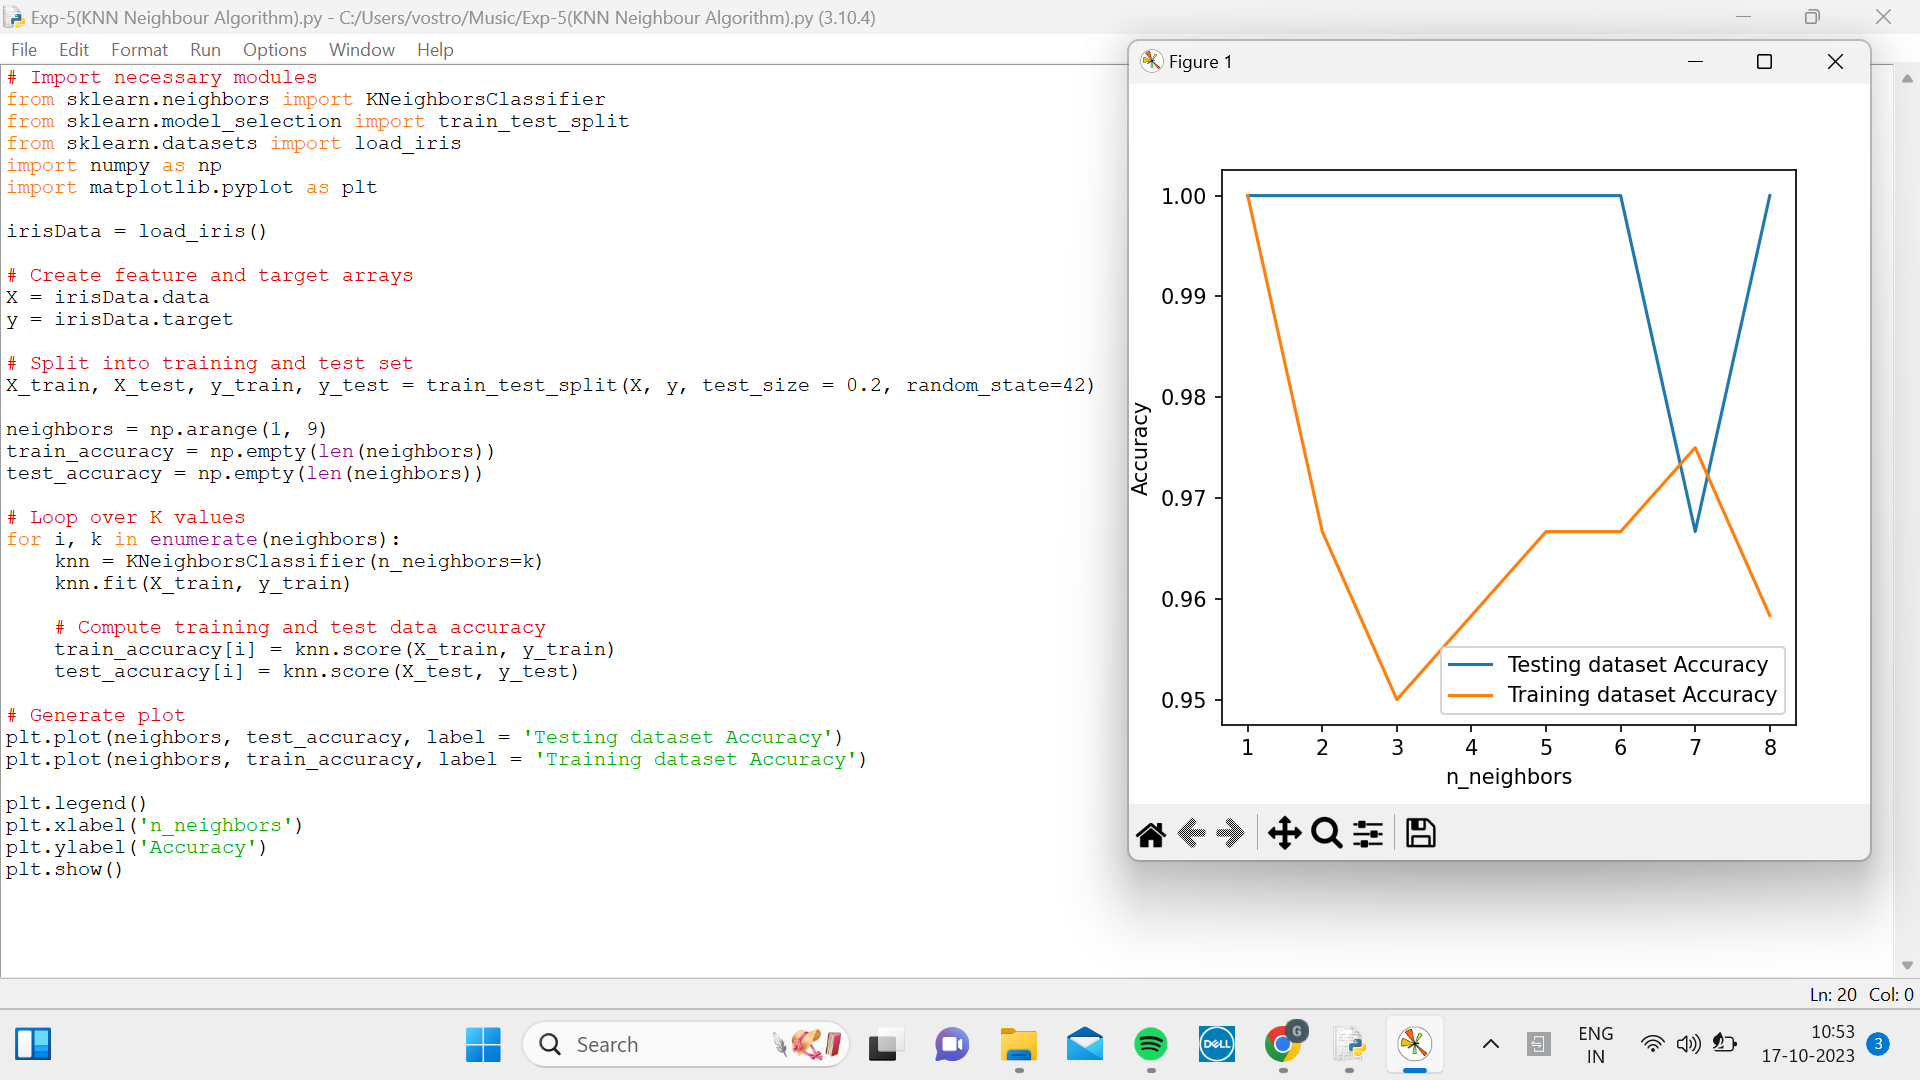 Exp-5(KNN Neighbour Algorithm).py - C:/Users/vostro/Music/Exp-5(KNN Neighbour Algorithm).py (3.10.4)
File Edit Format Run Options Window Help
# Import necessary modules
from sklearn.neighbors import KNeighborsClassifier
from sklearn.model_selection import train_test_split
from sklearn.datasets import load_iris
import numpy as np
import matplotlib.pyplot as plt
irisData = load_iris()
# Create feature and target arrays
X = irisData.data
y = irisData.target
# Split into training and test set
X_train, X_test, y_train, y_test = train_test_split(X, y, test_size = 0.2, random_state=42)
neighbors = np.arange(1, 9)
train_accuracy = np.empty(len(neighbors))
test_accuracy = np.empty(len(neighbors))
# Loop over K values
for i, k in enumerate(neighbors):
    knn = KNeighborsClassifier(n_neighbors=k)
    knn.fit(X_train, y_train)
    # Compute training and test data accuracy
    train_accuracy[i] = knn.score(X_train, y_train)
    test_accuracy[i] = knn.score(X_test, y_test)
# Generate plot
plt.plot(neighbors, test_accuracy, label = 'Testing dataset Accuracy')
plt.plot(neighbors, train_accuracy, label = 'Training dataset Accuracy')
plt.legend()
plt.xlabel('n_neighbors')
plt.ylabel('Accuracy')
plt.show()
Figure 1
1.00
0.99
0.98
0.97
0.96
0.95
Accuracy
Testing dataset Accuracy
Training dataset Accuracy
1 2 3 4 5 6 7 8
n_neighbors
Ln: 20 Col: 0
Search
DELL
G
ENG
IN
10:53
17-10-2023
3